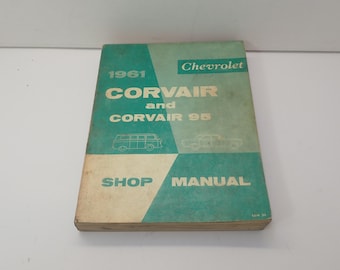 1961 Chevrolet
CORVAIR
and
CORVAIR 95
SHOP MANUAL